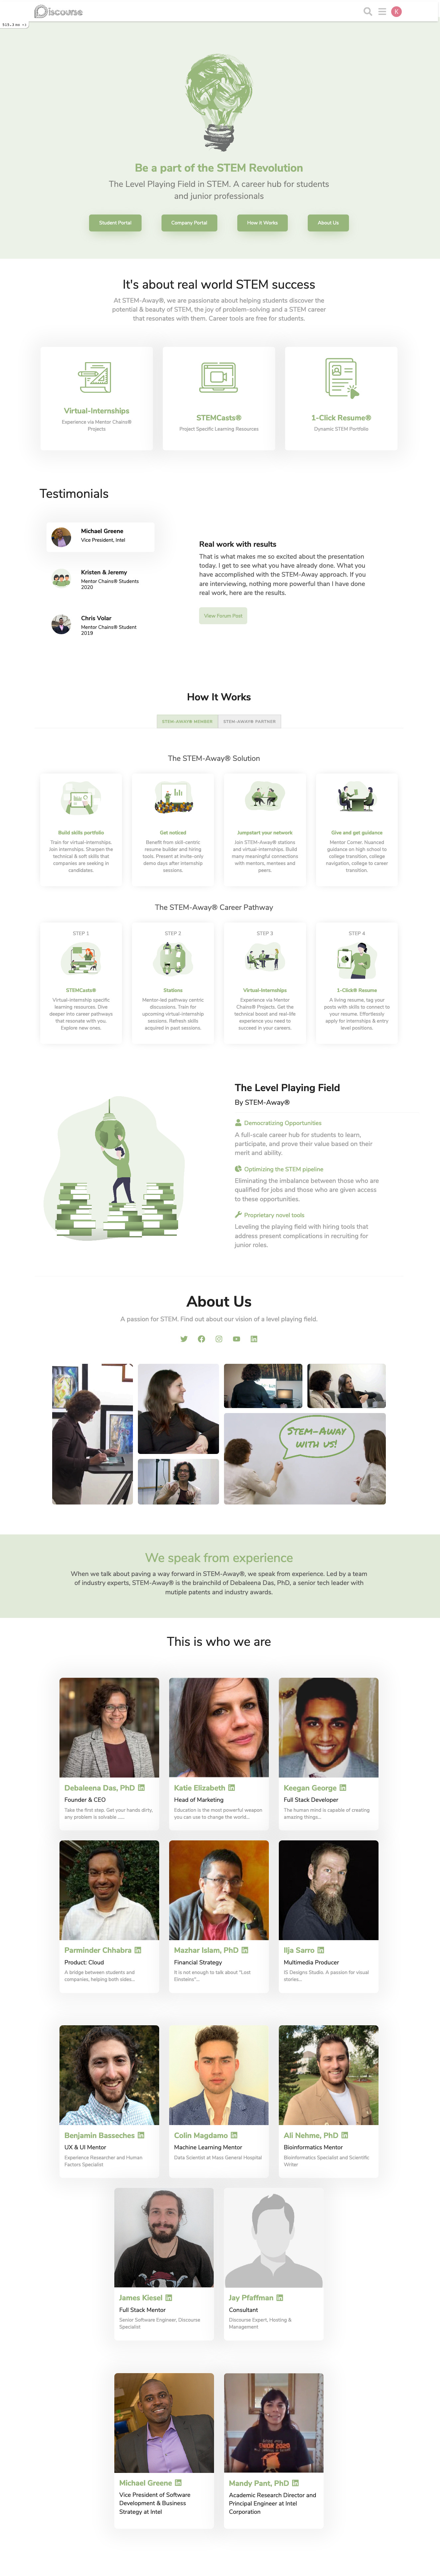 Discourse
K
Be a part of the STEM Revolution
The Level Playing Field in STEM. A career hub for students
and junior professionals
Student Portal
Company Portal
How It Works
About Us
It's about real world STEM success
At STEM-Away®, we are passionate about helping students discover the
potential & beauty of STEM, the joy of problem-solving and a STEM career
that resonates with them. Career tools are free for students.
Virtual-Internships
Experience via Mentor Chains®
Projects
STEMCasts®
Project Specific Learning Resources
1-Click Resume®
Dynamic STEM Portfolio
Testimonials
Michael Greene
Vice President, Intel
Kristen & Jeremy
Mentor Chains® Students
2020
Chris Volar
Mentor Chains® Student
2019
Real work with results
That is what makes me so excited about the presentation
today. I get to see what you have already done. What you
have accomplished with the STEM-Away approach. If you
are interviewing, nothing more powerful than I have done
real work, here are the results.
View Forum Post
How It Works
STEM-AWAY® MEMBER
STEM-AWAY® PARTNER
The STEM-Away® Solution
Build skills portfolio
Train for virtual-internships.
Join internships. Sharpen the
technical & soft skills that
companies are seeking in
candidates.
Get noticed
Benefit from skill-centric
resume builder and hiring
tools. Present at invite-only
demo days after internship
sessions.
Jumpstart your network
Join STEM-Away® stations
and virtual-internships. Build
many meaningful connections
with mentors, mentees and
peers.
Give and get guidance
Mentor Corner. Nuanced
guidance on high school to
college transition, college
navigation, college to career
transition.
The STEM-Away® Career Pathway
STEP 1
STEMCasts®
Virtual-internship specific
learning resources. Dive
deeper into career pathways
that resonate with you.
Explore new ones.
STEP 2
Stations
Mentor-led pathway centric
discussions. Train for
upcoming virtual-internship
sessions. Refresh skills
acquired in past sessions.
STEP 3
Virtual-Internships
Experience via Mentor
Chains® Projects. Get the
technical boost and real-life
experience you need to
succeed in your careers.
STEP 4
1-Click® Resume
A living resume, tag your
posts with skills to connect to
your resume. Effortlessly
apply for internships & entry
level positions.
The Level Playing Field
By STEM-Away®
Democratizing Opportunities
A full-scale career hub for students to learn,
participate, and prove their value based on their
merit and ability.
Optimizing the STEM pipeline
Eliminating the imbalance between those who are
qualified for jobs and those who are given access
to these opportunities.
Proprietary novel tools
Leveling the playing field with hiring tools that
address present complications in recruiting for
junior roles.
About Us
A passion for STEM. Find out about our vision of a level playing field.
STEM-AWAY
WITH US!
We speak from experience
When we talk about paving a way forward in STEM-Away®, we speak from experience. Led by a team
of industry experts, STEM-Away® is the brainchild of Debaleena Das, PhD, a senior tech leader with
mutiple patents and industry awards.
This is who we are
Debaleena Das, PhD
Founder & CEO
Take the first step. Get your hands dirty,
any problem is solvable ......
Katie Elizabeth
Head of Marketing
Education is the most powerful weapon
you can use to change the world...
Keegan George
Full Stack Developer
The human mind is capable of creating
amazing things...
Parminder Chhabra
Product: Cloud
A bridge between students and
companies, helping both sides...
Mazhar Islam, PhD
Financial Strategy
It is not enough to talk about "Lost
Einsteins"...
Ilja Sarro
Multimedia Producer
IS Designs Studio. A passion for visual
stories...
Benjamin Basseches
UX & UI Mentor
Experience Researcher and Human
Factors Specialist
Colin Magdamo
Machine Learning Mentor
Data Scientist at Mass General Hospital
Ali Nehme, PhD
Bioinformatics Mentor
Bioinformatics Specialist and Scientific
Writer
James Kiesel
Full Stack Mentor
Senior Software Engineer, Discourse
Specialist
Jay Pfaffman
Consultant
Discourse Expert, Hosting &
Management
Michael Greene
Vice President of Software
Development & Business
Strategy at Intel
Mandy Pant, PhD
Academic Research Director and
Principal Engineer at Intel
Corporation